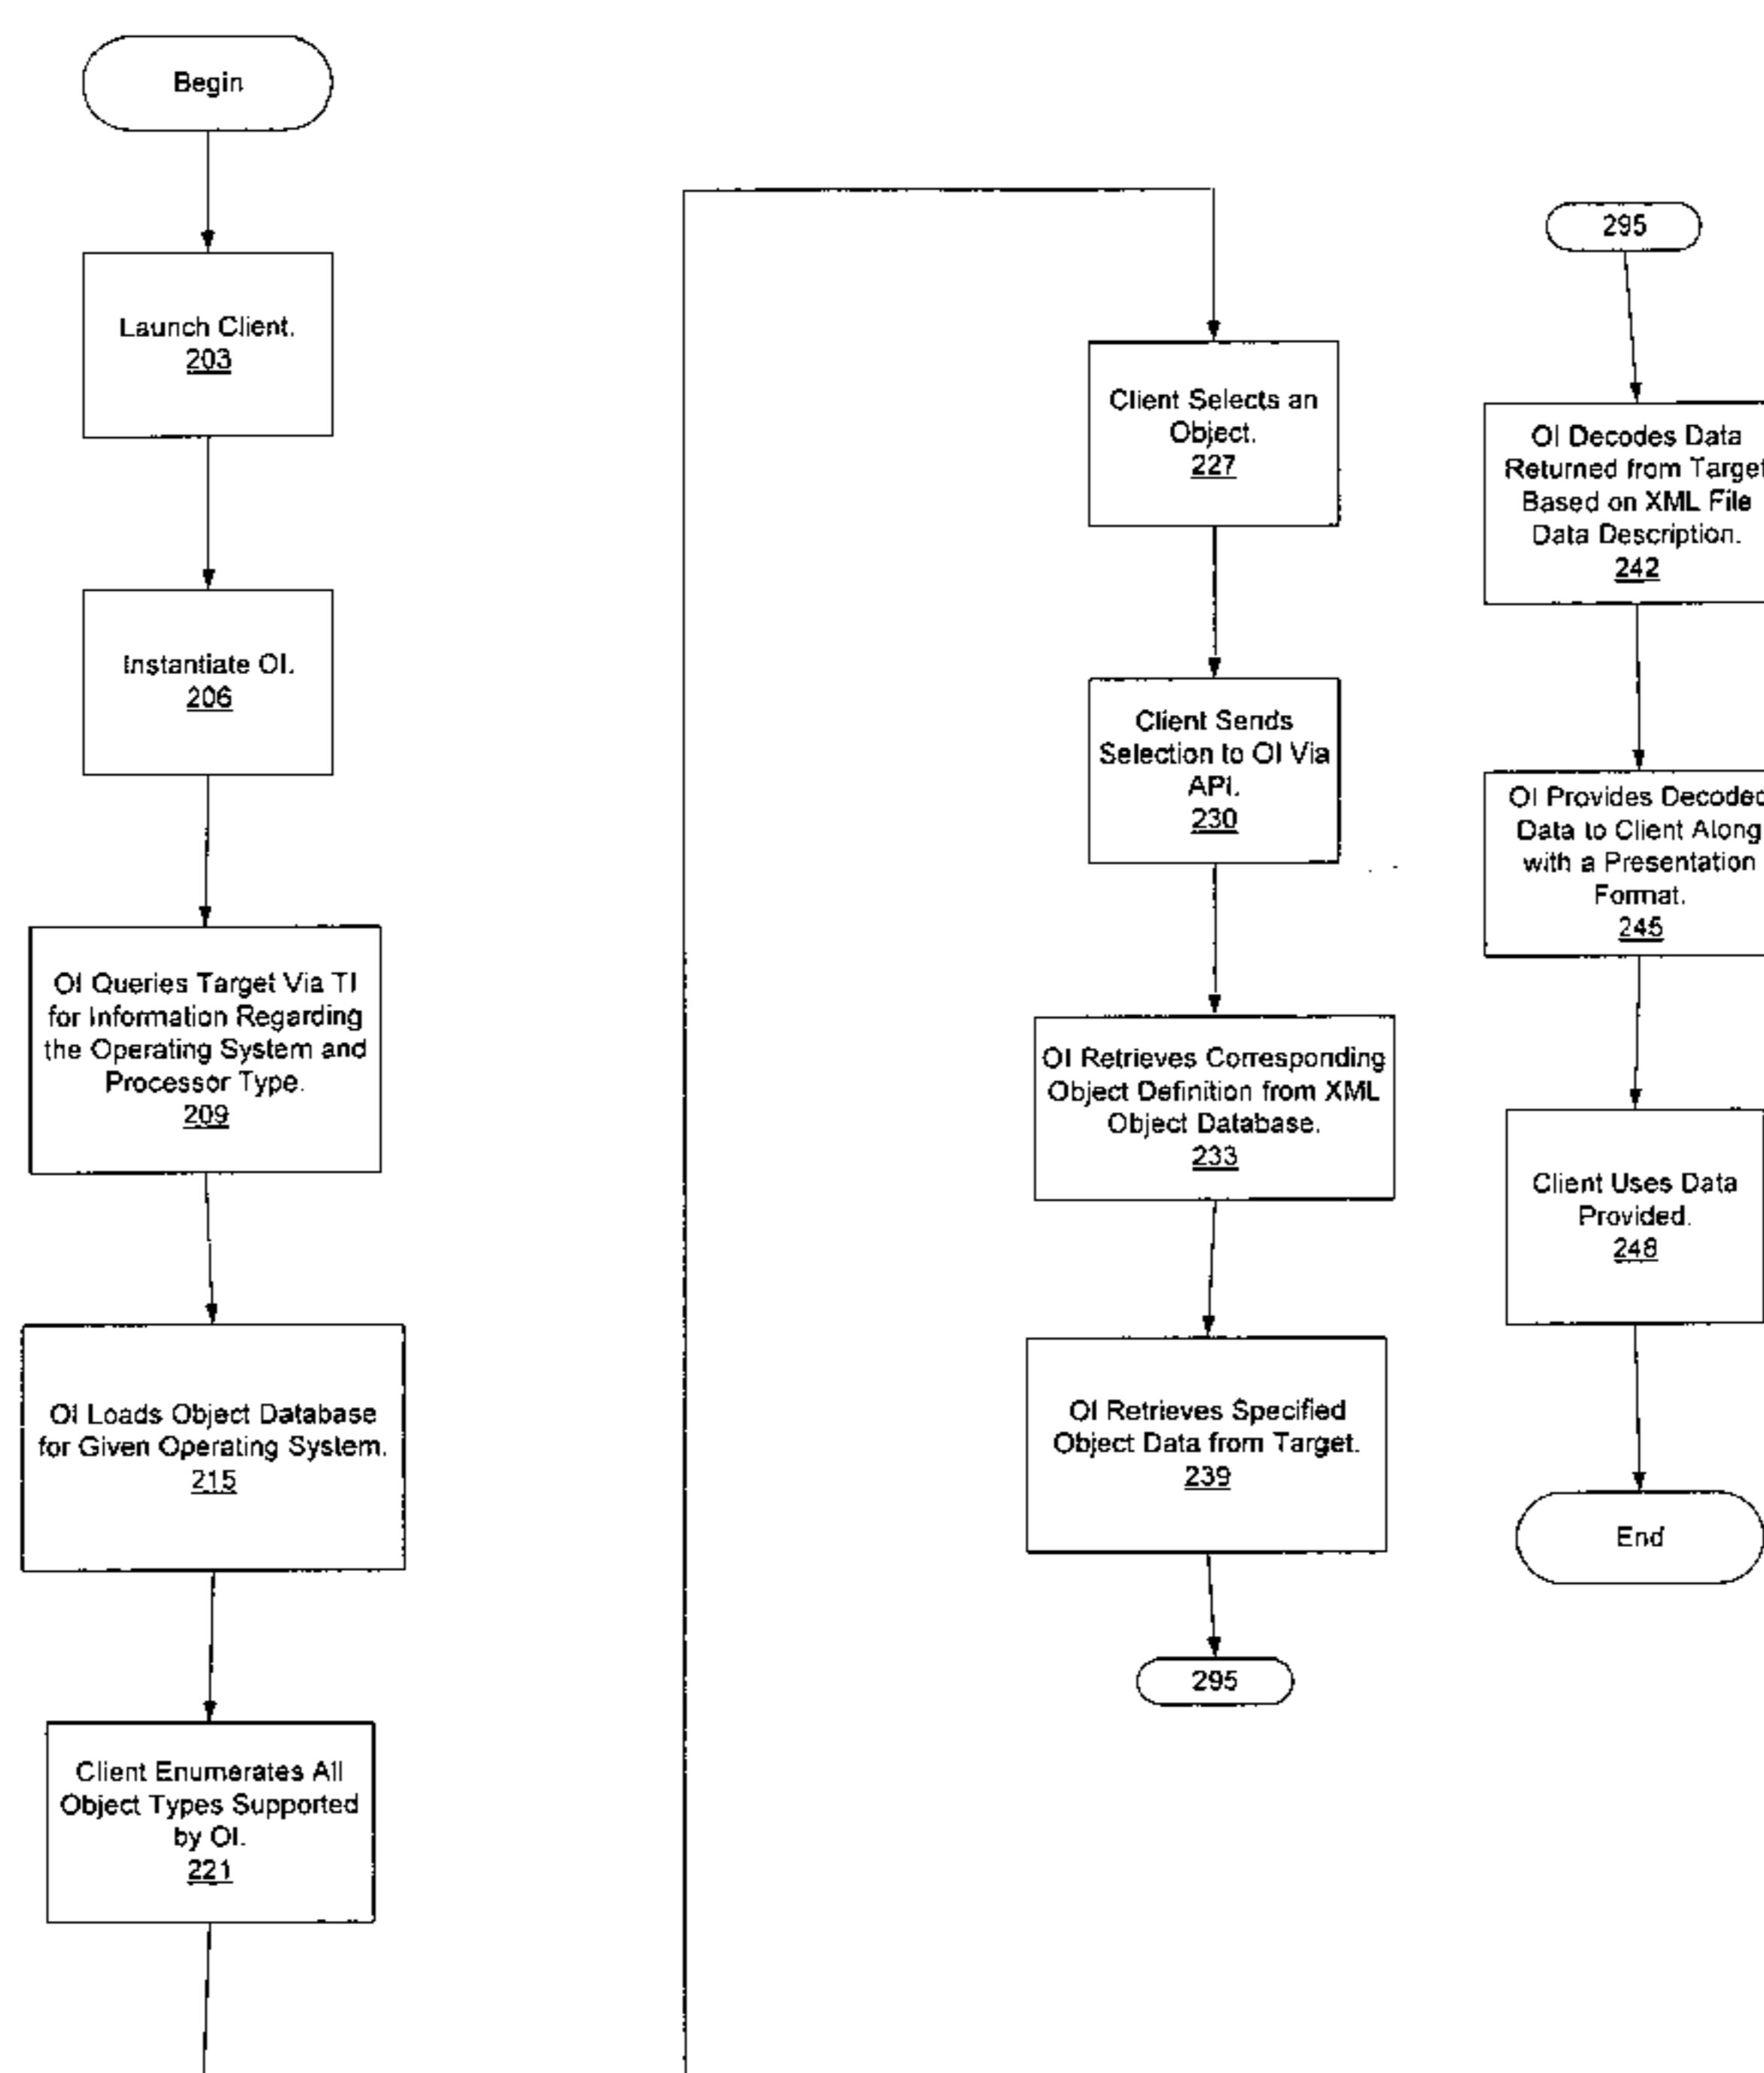 Begin
Launch Client.
203
Instantiate OI.
206
OI Queries Target Via TI
for Information Regarding
the Operating System and
Processor Type.
209
OI Loads Object Database
for Given Operating System.
215
Client Enumerates All
Object Types Supported
by OI.
221
Client Selects an
Object.
227
Client Sends
Selection to OI Via
API.
230
OI Retrieves Corresponding
Object Definition from XML
Object Database.
233
OI Retrieves Specified
Object Data from Target.
239
295
295
OI Decodes Data
Returned from Target
Based on XML File
Data Description.
242
OI Provides Decoded
Data to Client Along
with a Presentation
Format.
245
Client Uses Data
Provided.
248
End